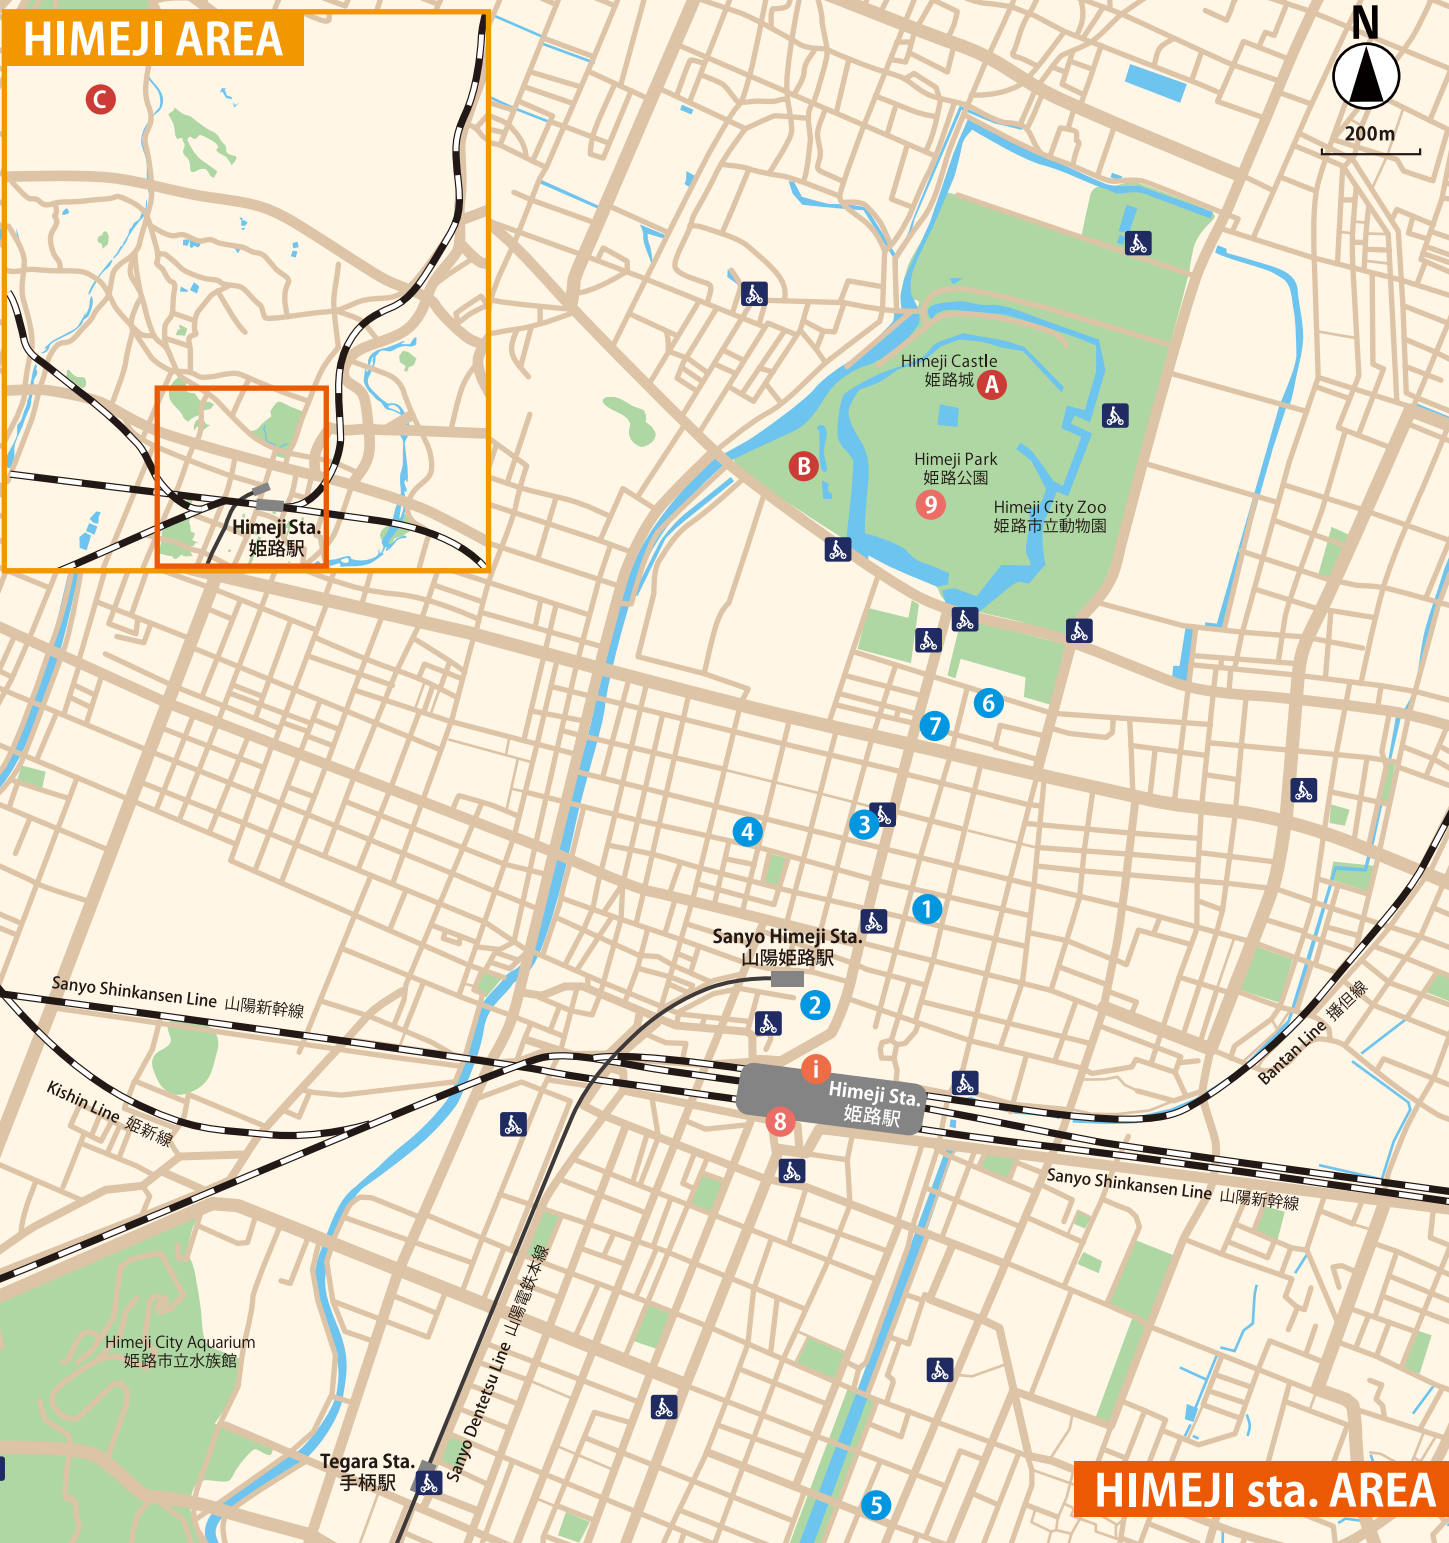 HIMEJI AREA
C
Himeji Sta.
姫路駅
N
200m
Himeji Castle
姫路城
A
B
Himeji Park
姫路公園
9
Himeji City Zoo
姫路市立動物園
6
7
3
4
1
Sanyo Himeji Sta.
山陽姫路駅
2
Sanyo Shinkansen Line 山陽新幹線
Kishin Line 姫新線
Bantan Line 播但線
i
Himeji Sta.
姫路駅
8
Sanyo Shinkansen Line 山陽新幹線
Sanyo Dentetsu Line 山陽電鉄本線
Himeji City Aquarium
姫路市立水族館
Tegara Sta.
手柄駅
5
HIMEJI sta. AREA